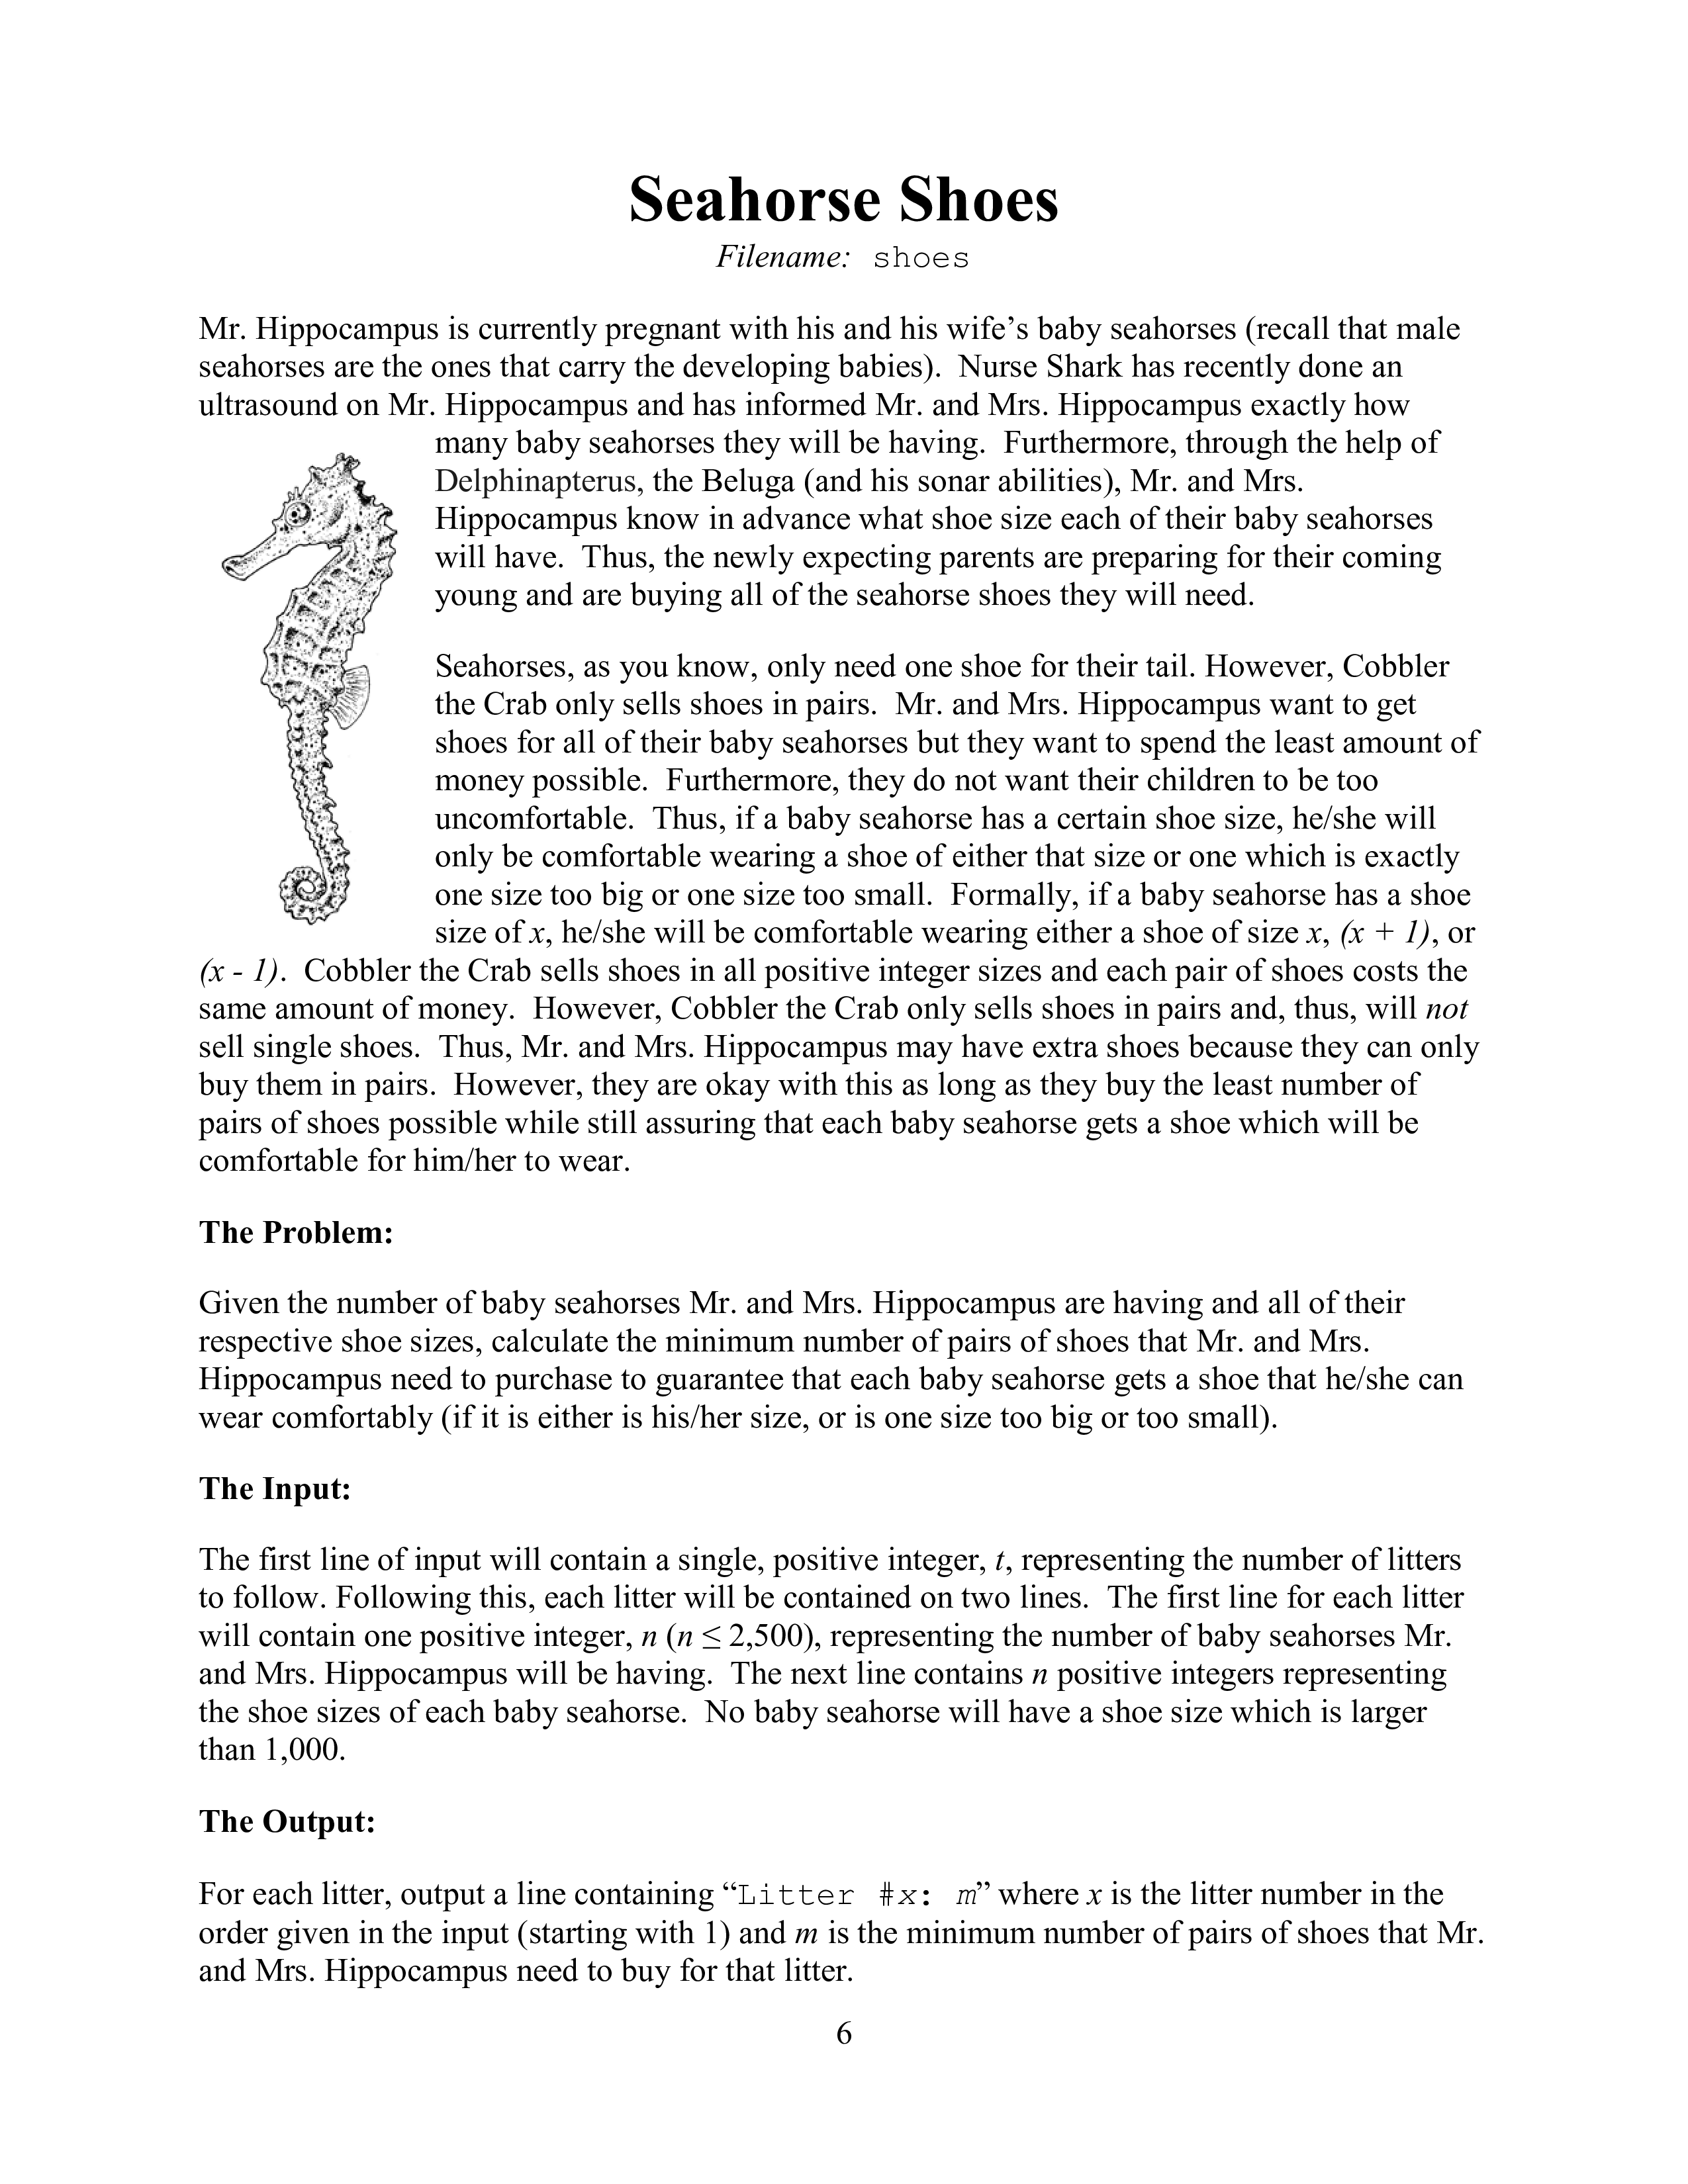 Seahorse Shoes
Filename: shoes
Mr. Hippocampus is currently pregnant with his and his wife’s baby seahorses (recall that male
seahorses are the ones that carry the developing babies). Nurse Shark has recently done an
ultrasound on Mr. Hippocampus and has informed Mr. and Mrs. Hippocampus exactly how
many baby seahorses they will be having. Furthermore, through the help of
Delphinapterus, the Beluga (and his sonar abilities), Mr. and Mrs.
Hippocampus know in advance what shoe size each of their baby seahorses
will have. Thus, the newly expecting parents are preparing for their coming
young and are buying all of the seahorse shoes they will need.
Seahorses, as you know, only need one shoe for their tail. However, Cobbler
the Crab only sells shoes in pairs. Mr. and Mrs. Hippocampus want to get
shoes for all of their baby seahorses but they want to spend the least amount of
money possible. Furthermore, they do not want their children to be too
uncomfortable. Thus, if a baby seahorse has a certain shoe size, he/she will
only be comfortable wearing a shoe of either that size or one which is exactly
one size too big or one size too small. Formally, if a baby seahorse has a shoe
size of x, he/she will be comfortable wearing either a shoe of size x, (x + 1), or
(x - 1). Cobbler the Crab sells shoes in all positive integer sizes and each pair of shoes costs the
same amount of money. However, Cobbler the Crab only sells shoes in pairs and, thus, will not
sell single shoes. Thus, Mr. and Mrs. Hippocampus may have extra shoes because they can only
buy them in pairs. However, they are okay with this as long as they buy the least number of
pairs of shoes possible while still assuring that each baby seahorse gets a shoe which will be
comfortable for him/her to wear.
The Problem:
Given the number of baby seahorses Mr. and Mrs. Hippocampus are having and all of their
respective shoe sizes, calculate the minimum number of pairs of shoes that Mr. and Mrs.
Hippocampus need to purchase to guarantee that each baby seahorse gets a shoe that he/she can
wear comfortably (if it is either is his/her size, or is one size too big or too small).
The Input:
The first line of input will contain a single, positive integer, t, representing the number of litters
to follow. Following this, each litter will be contained on two lines. The first line for each litter
will contain one positive integer, n (n ≤ 2,500), representing the number of baby seahorses Mr.
and Mrs. Hippocampus will be having. The next line contains n positive integers representing
the shoe sizes of each baby seahorse. No baby seahorse will have a shoe size which is larger
than 1,000.
The Output:
For each litter, output a line containing “Litter #x: m” where x is the litter number in the
order given in the input (starting with 1) and m is the minimum number of pairs of shoes that Mr.
and Mrs. Hippocampus need to buy for that litter.
6